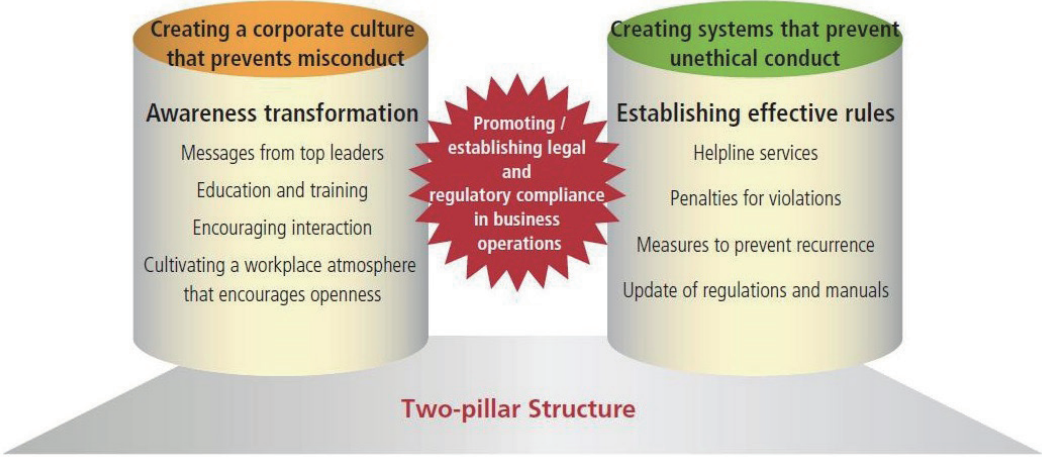 Creating a corporate culture
that prevents misconduct
Awareness transformation
Messages from top leaders
Education and training
Encouraging interaction
Cultivating a workplace atmosphere
that encourages openness
Promoting /
establishing legal
and
regulatory compliance
in business
operations
Creating systems that prevent
unethical conduct
Establishing effective rules
Helpline services
Penalties for violations
Measures to prevent recurrence
Update of regulations and manuals
Two-pillar Structure